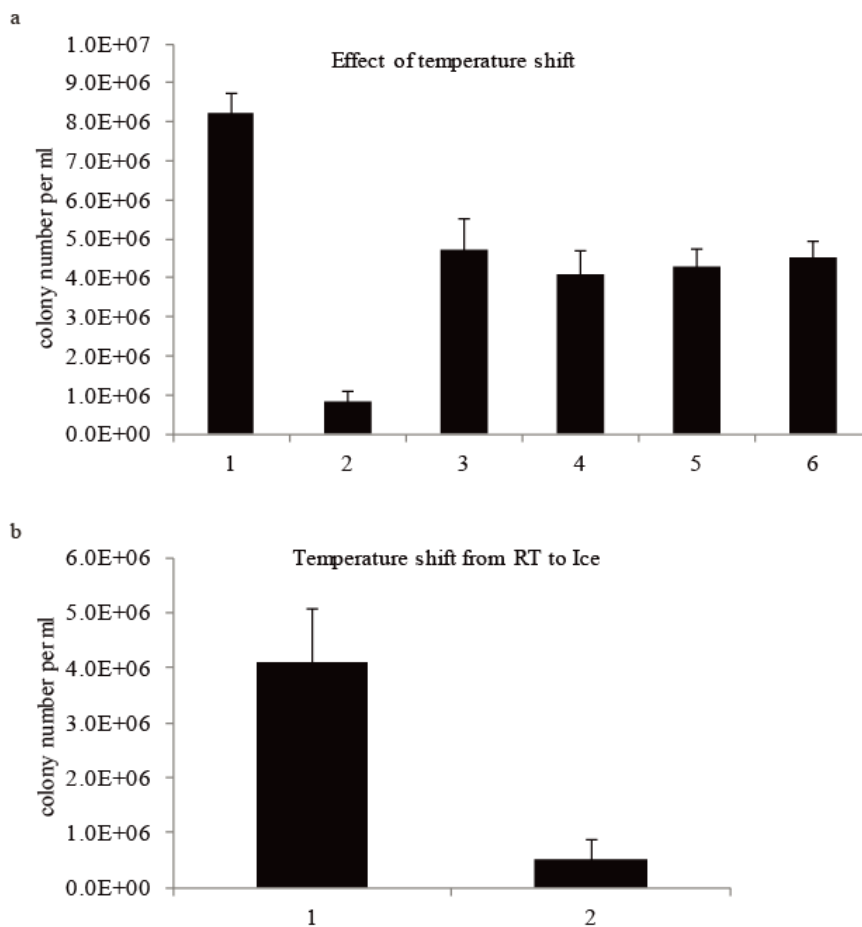 a
Effect of temperature shift
colony number per ml
1.0E+07
9.0E+06
8.0E+06
7.0E+06
6.0E+06
5.0E+06
4.0E+06
3.0E+06
2.0E+06
1.0E+06
0.0E+00
1 2 3 4 5 6
b
Temperature shift from RT to Ice
colony number per ml
6.0E+06
5.0E+06
4.0E+06
3.0E+06
2.0E+06
1.0E+06
0.0E+00
1 2